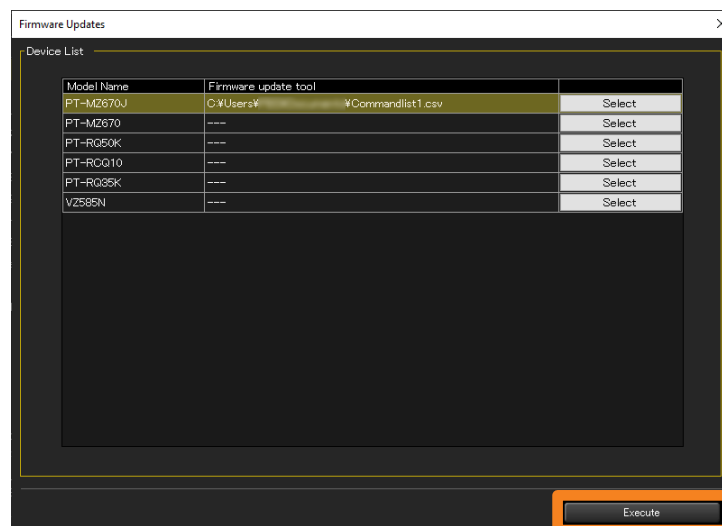 Firmware Updates
Device List
Model Name Firmware update tool
PT-MZ670J C:¥Users¥ ¥Commandlist1.csv Select
PT-MZ670 --- Select
PT-RQ50K --- Select
PT-RCQ10 --- Select
PT-RQ35K --- Select
VZ585N --- Select
Execute